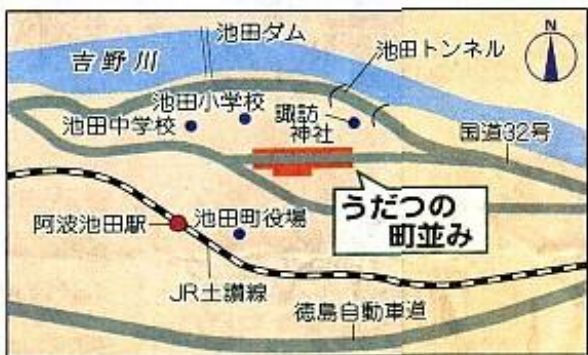 池田ダム
池田トンネル
N
吉野川
池田小学校
池田中学校
諏訪
神社
国道32号
うだつの
町並み
阿波池田駅
池田町役場
JR土讃線
徳島自動車道